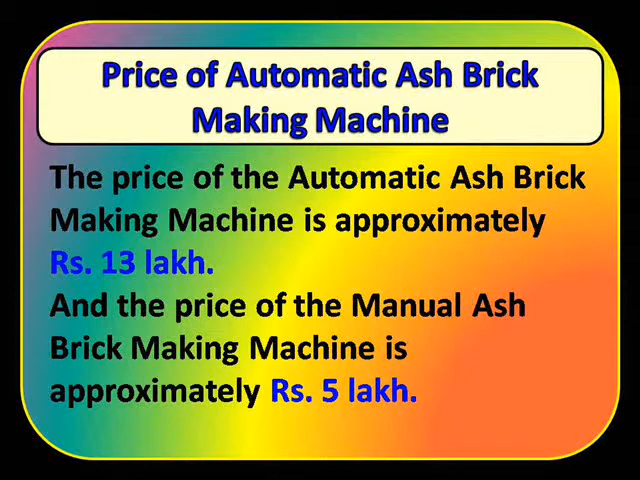 Price of Automatic Ash Brick
Making Machine
The price of the Automatic Ash Brick
Making Machine is approximately
Rs. 13 lakh.
And the price of the Manual Ash
Brick Making Machine is
approximately Rs. 5 lakh.